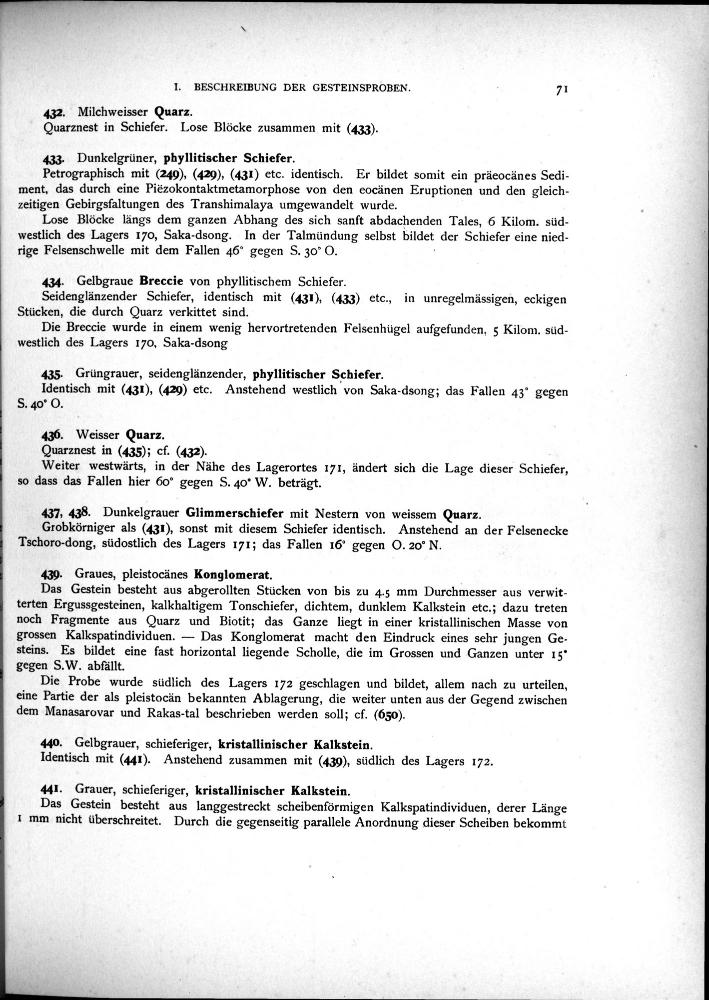 I. BESCHREIBUNG DER GESTEINSPROBEN. 71
432. Milchweisser Quarz.
Quarznest in Schiefer. Lose Blöcke zusammen mit (433).
433. Dunkelgrüner, phyllitischer Schiefer.
Petrographisch mit (249), (429), (431) etc. identisch. Er bildet somit ein präeocänes Sedi-
ment, das durch eine Piëzokontaktmetamorphose von den eocänen Eruptionen und den gleich-
zeitigen Gebirgsfaltungen des Transhimalaya umgewandelt wurde.
Lose Blöcke längs dem ganzen Abhang des sich sanft abdachenden Tales, 6 Kilom. süd-
westlich des Lagers 170, Saka-dsong. In der Talmündung selbst bildet der Schiefer eine nied-
rige Felsenschwelle mit dem Fallen 46° gegen S. 30° O.
434. Gelbgraue Breccie von phyllitischem Schiefer.
Seidenglänzender Schiefer, identisch mit (431), (433) etc., in unregelmässigen, eckigen
Stücken, die durch Quarz verkittet sind.
Die Breccie wurde in einem wenig hervortretenden Felsenhügel aufgefunden, 5 Kilom. süd-
westlich des Lagers 170, Saka-dsong
435. Grüngrauer, seidenglänzender, phyllitischer Schiefer.
Identisch mit (431), (429) etc. Anstehend westlich von Saka-dsong; das Fallen 43° gegen
S. 40° O.
436. Weisser Quarz.
Quarznest in (435); cf. (432).
Weiter westwärts, in der Nähe des Lagerortes 171, ändert sich die Lage dieser Schiefer,
so dass das Fallen hier 60° gegen S. 40° W. beträgt.
437, 438. Dunkelgrauer Glimmerschiefer mit Nestern von weissem Quarz.
Grobkörniger als (431), sonst mit diesem Schiefer identisch. Anstehend an der Felsenecke
Tschoro-dong, südostlich des Lagers 171; das Fallen 16° gegen O. 20° N.
439. Graues, pleistocänes Konglomerat.
Das Gestein besteht aus abgerollten Stücken von bis zu 4.5 mm Durchmesser aus verwit-
terten Ergussgesteinen, kalkhaltigem Tonschiefer, dichtem, dunklem Kalkstein etc.; dazu treten
noch Fragmente aus Quarz und Biotit; das Ganze liegt in einer kristallinischen Masse von
grossen Kalkspatindividuen. — Das Konglomerat macht den Eindruck eines sehr jungen Ge-
steins. Es bildet eine fast horizontal liegende Scholle, die im Grossen und Ganzen unter 15°
gegen S.W. abfällt.
Die Probe wurde südlich des Lagers 172 geschlagen und bildet, allem nach zu urteilen,
eine Partie der als pleistocän bekannten Ablagerung, die weiter unten aus der Gegend zwischen
dem Manasarovar und Rakas-tal beschrieben werden soll; cf. (650).
440. Gelbgrauer, schieferiger, kristallinischer Kalkstein.
Identisch mit (441). Anstehend zusammen mit (439), südlich des Lagers 172.
441. Grauer, schieferiger, kristallinischer Kalkstein.
Das Gestein besteht aus langgestreckt scheibenförmigen Kalkspatindividuen, derer Länge
1 mm nicht überschreitet. Durch die gegenseitig parallele Anordnung dieser Scheiben bekommt